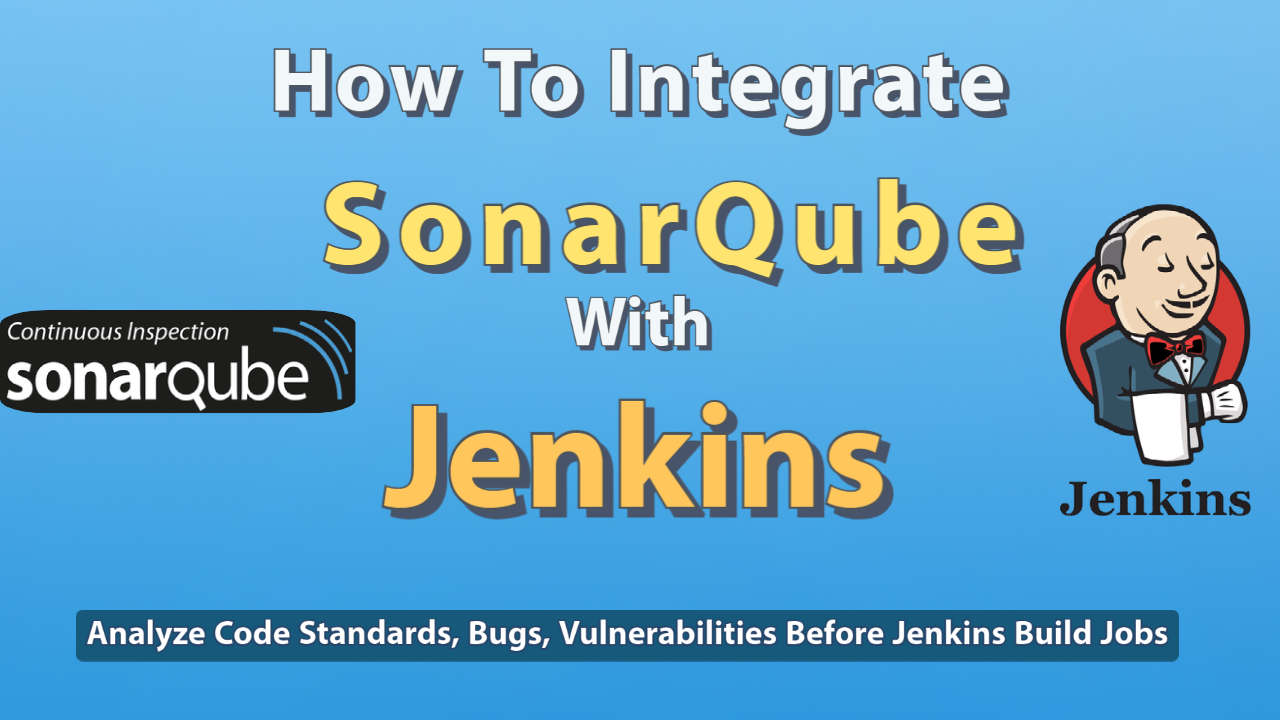 How To Integrate
SonarQube
With
Continuous Inspection
sonarqube
Jenkins
Jenkins
Analyze Code Standards, Bugs, Vulnerabilities Before Jenkins Build Jobs